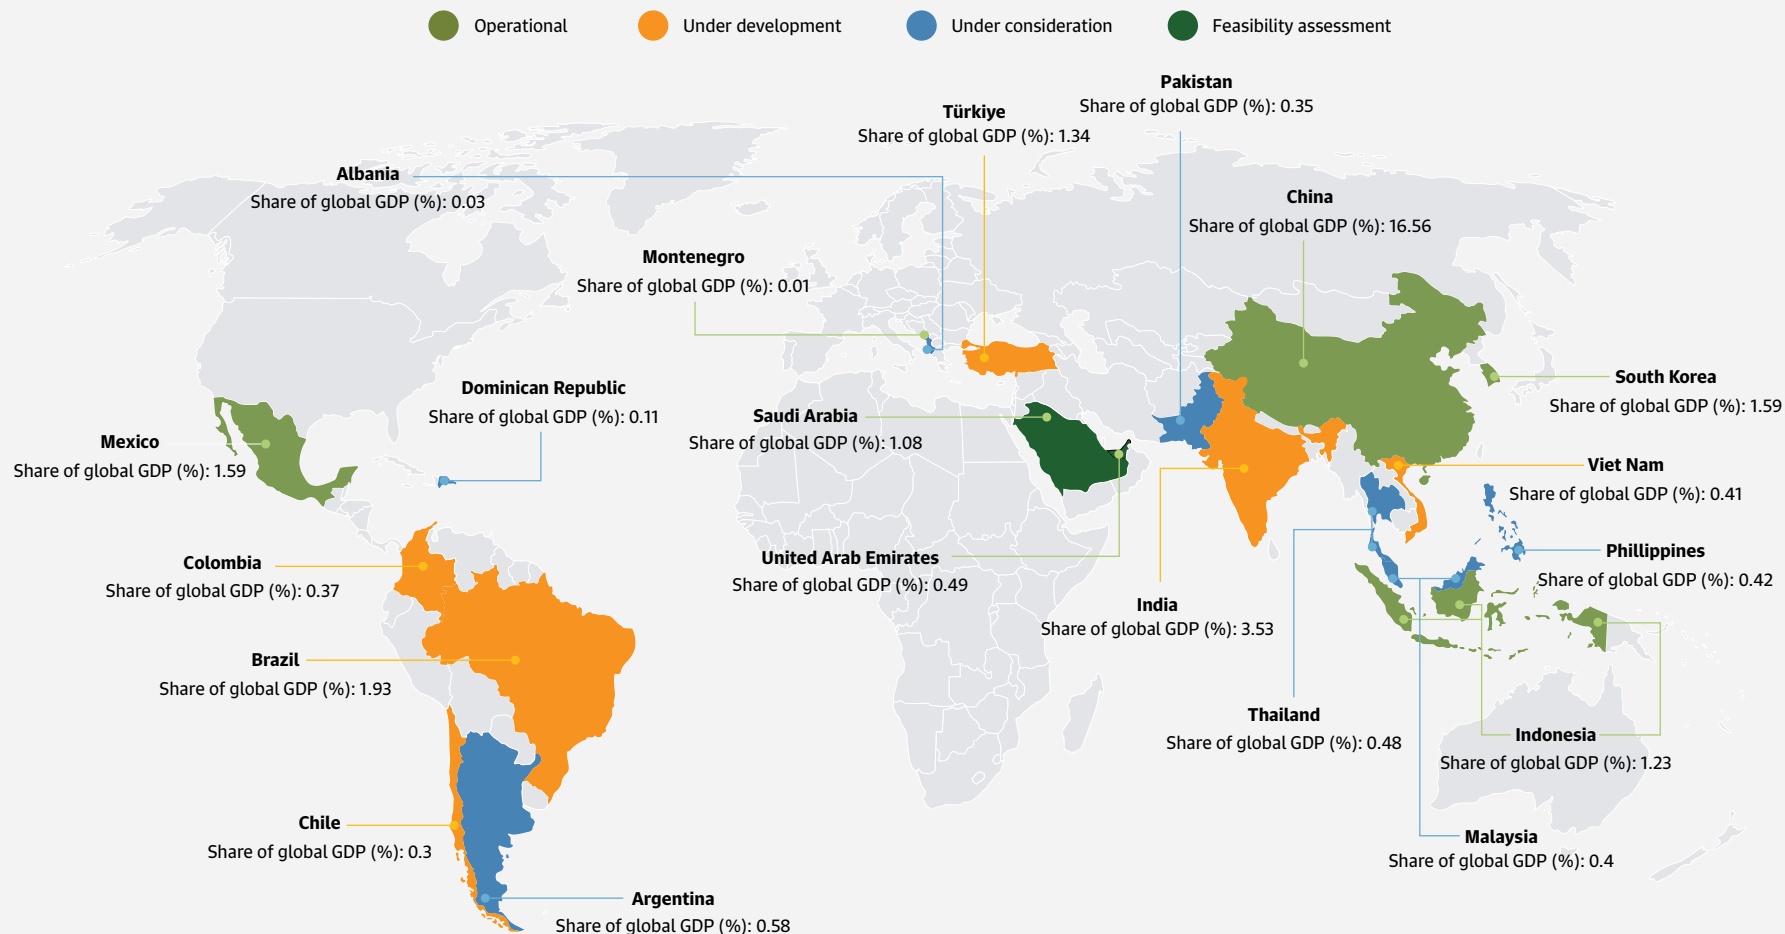 Operational
Under development
Under consideration
Feasibility assessment
Pakistan
Share of global GDP (%): 0.35
Türkiye
Share of global GDP (%): 1.34
Albania
Share of global GDP (%): 0.03
China
Share of global GDP (%): 16.56
Montenegro
Share of global GDP (%): 0.01
Dominican Republic
Share of global GDP (%): 0.11
South Korea
Share of global GDP (%): 1.59
Saudi Arabia
Share of global GDP (%): 1.08
Mexico
Share of global GDP (%): 1.59
Viet Nam
Share of global GDP (%): 0.41
Colombia
Share of global GDP (%): 0.37
United Arab Emirates
Share of global GDP (%): 0.49
Phillippines
Share of global GDP (%): 0.42
India
Share of global GDP (%): 3.53
Brazil
Share of global GDP (%): 1.93
Thailand
Share of global GDP (%): 0.48
Indonesia
Share of global GDP (%): 1.23
Chile
Share of global GDP (%): 0.3
Malaysia
Share of global GDP (%): 0.4
Argentina
Share of global GDP (%): 0.58